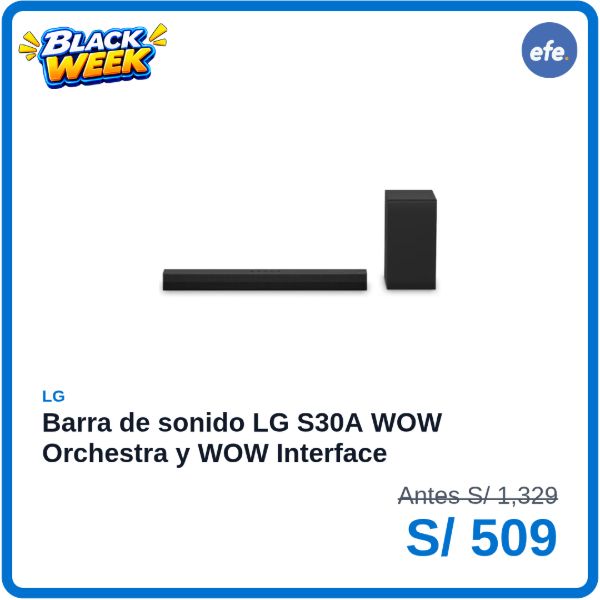 BLACK
WEEK
efe.
LG
Barra de sonido LG S30A WOW
Orchestra y WOW Interface
Antes S/ 1,329
S/ 509